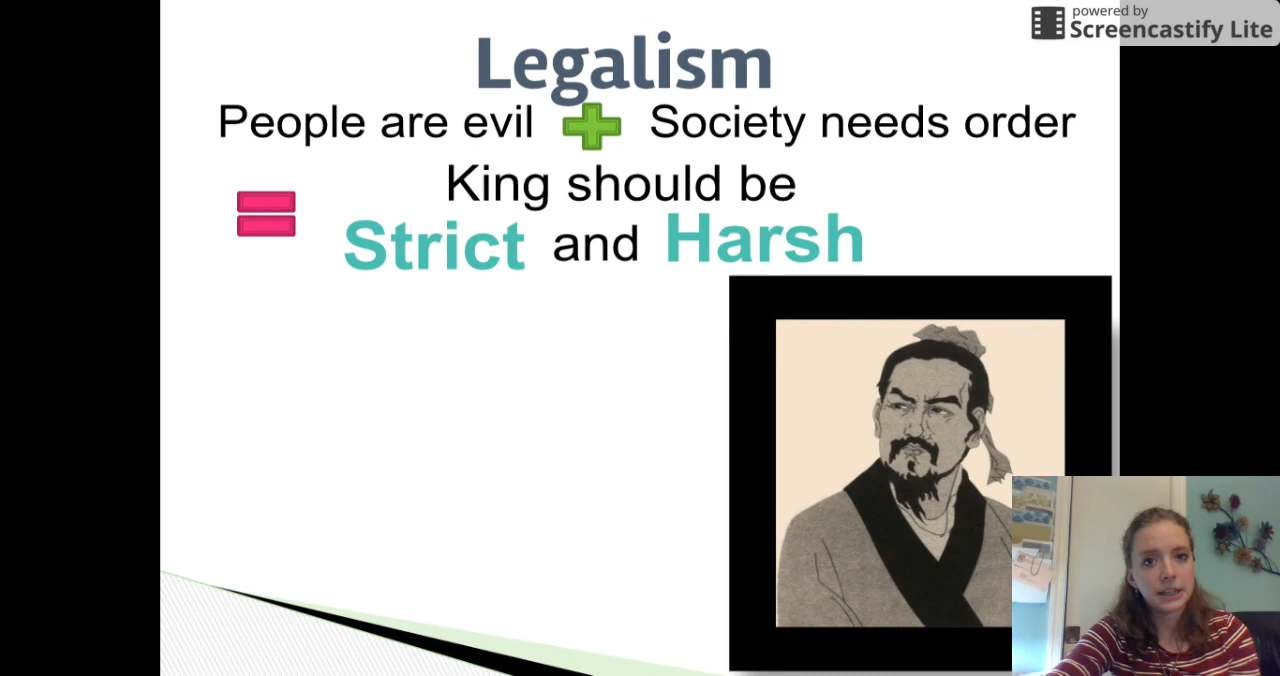 powered by
Screencastify Lite
Legalism
People are evil Society needs order
King should be
Strict and Harsh